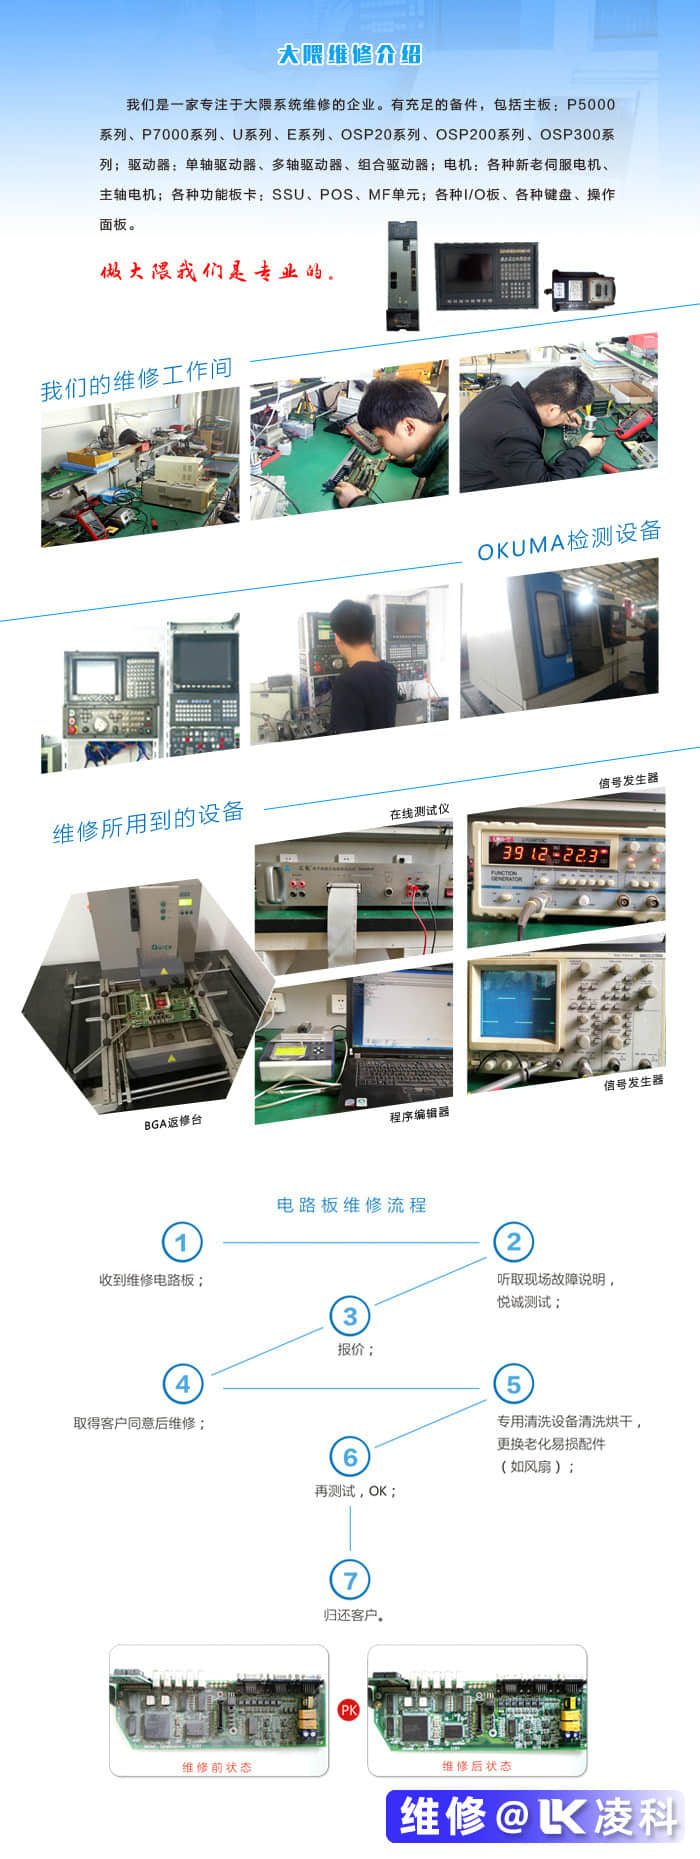 大隈维修介绍
我们是一家专注于大隈系统维修的企业。有充足的备件，包括主板：P5000
系列、P7000系列、U系列、E系列、OSP20系列、OSP200系列、OSP300系
列；驱动器：单轴驱动器、多轴驱动器、组合驱动器；电机：各种新老伺服电机、
主轴电机；各种功能板卡：SSU、POS、MF单元；各种I/O板、各种键盘、操作
面板。
做大隈我们是专业的。
我们的维修工作间
OKUMA检测设备
维修所用到的设备
在线测试仪
信号发生器
391.2 22.3
FUNCTION
GENERATOR
QUICK
BGA返修台
程序编辑器
信号发生器
电路板维修流程
1
收到维修电路板；
2
听取现场故障说明，
悦诚测试；
3
报价；
4
取得客户同意后维修；
5
专用清洗设备清洗烘干，
更换老化易损配件
（如风扇）；
6
再测试，OK；
7
归还客户。
维修前状态
PK
维修后状态
维修@LK凌科